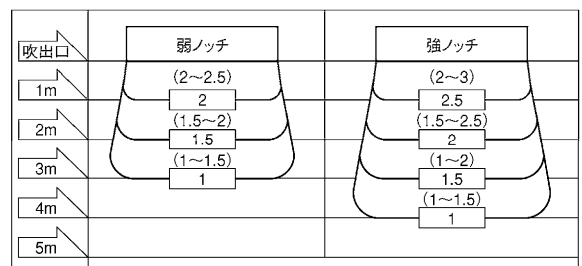 吹出口 弱ノッチ 強ノッチ
(2～2.5) (2～3)
1m 2 2.5
(1.5～2) (1.5～2.5)
2m 1.5 2
(1～1.5) (1～2)
3m 1 1.5
(1～1.5)
4m 1
5m